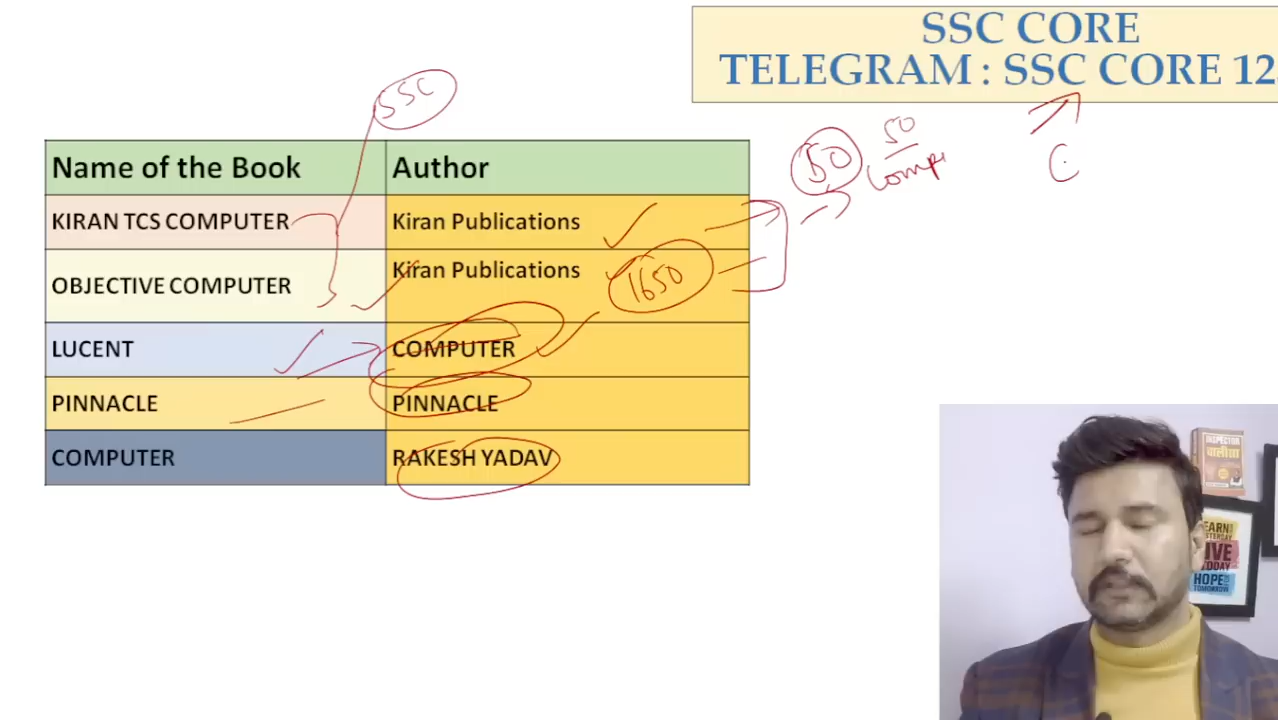 SSC CORE
TELEGRAM : SSC CORE 12
SSC
50
50
Name of the Book
Author
KIRAN TCS COMPUTER
Kiran Publications
OBJECTIVE COMPUTER
Kiran Publications
1650
LUCENT
COMPUTER
PINNACLE
PINNACLE
COMPUTER
RAKESH YADAV
INSPECTOR
LIVE
HOPE
TOMORROW